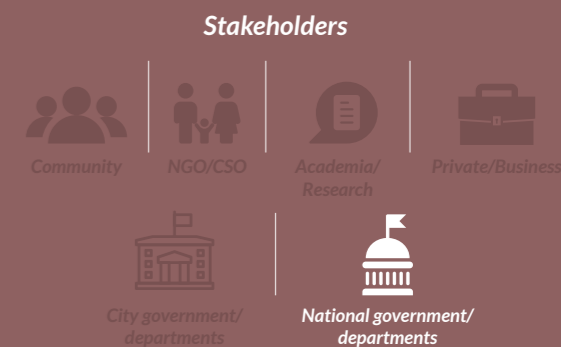 Stakeholders
Community
NGO/CSO
Academia/
Research
Private/Business
City government/
departments
National government/
departments